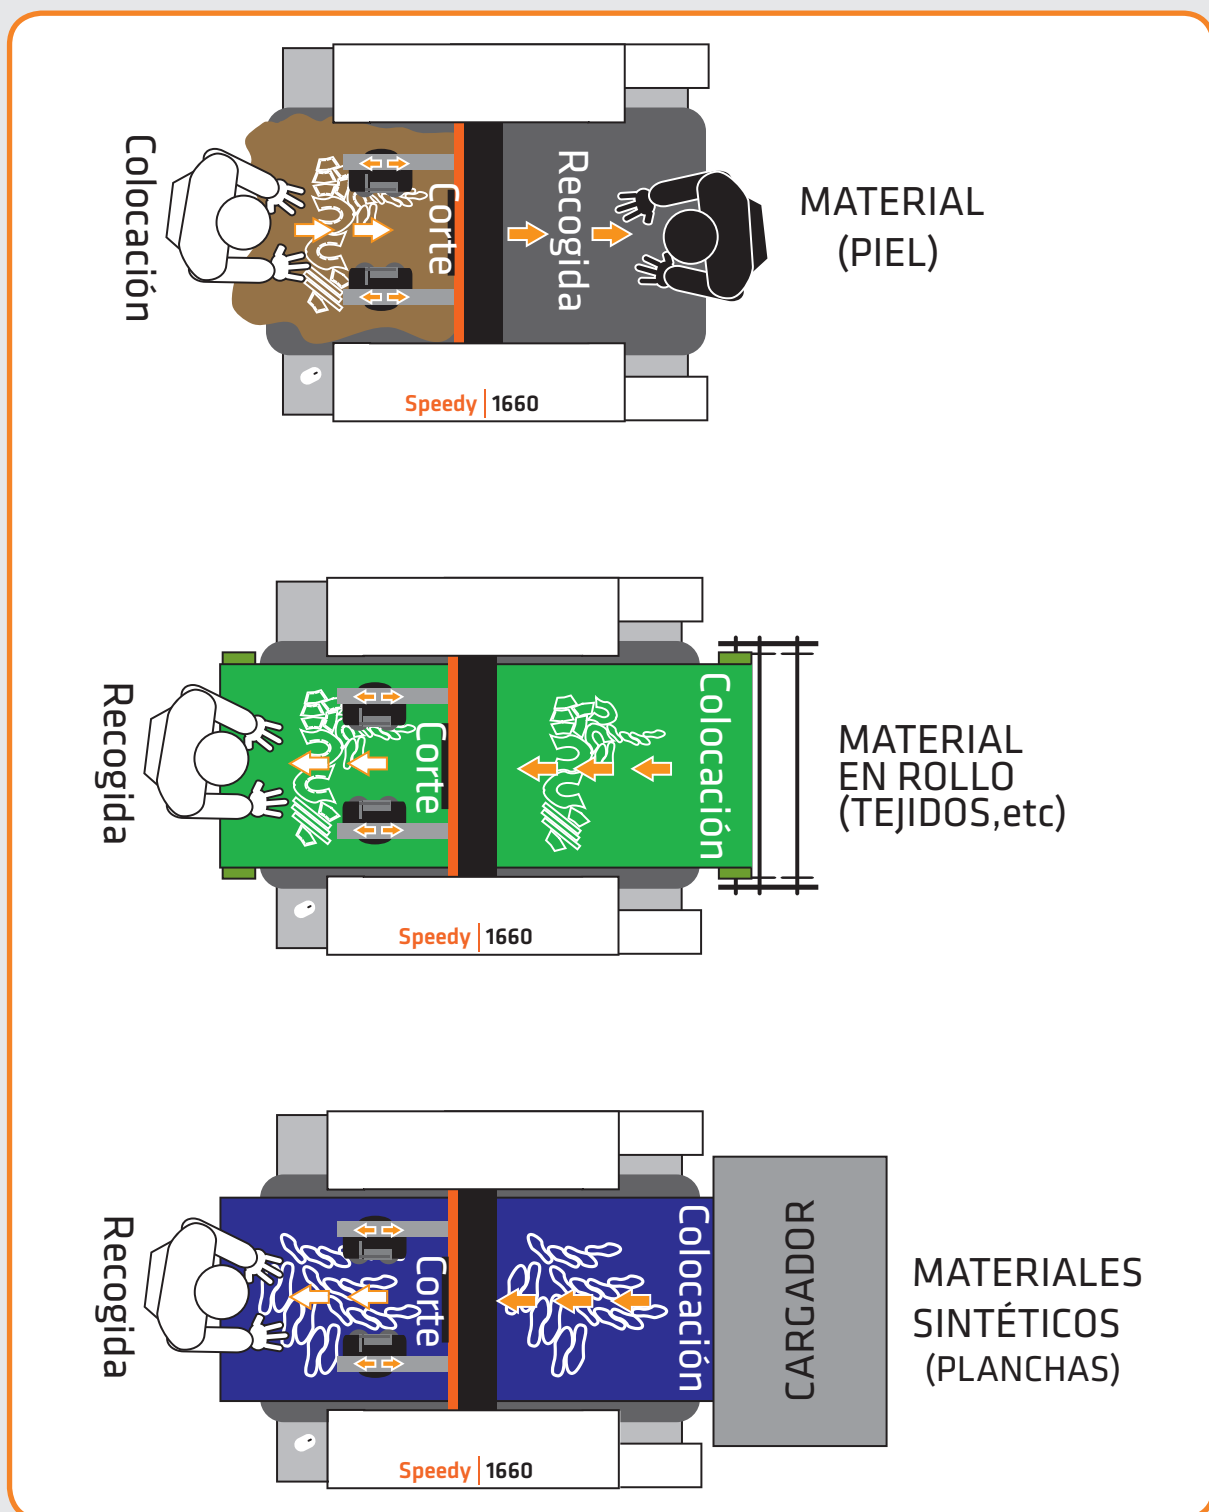 Colocación
Corte
Recogida
MATERIAL
(PIEL)
Speedy | 1660
Recogida
Corte
Colocación
MATERIAL
EN ROLLO
(TEJIDOS,etc)
Speedy | 1660
Recogida
Corte
Colocación
CARGADOR
MATERIALES
SINTÉTICOS
(PLANCHAS)
Speedy | 1660